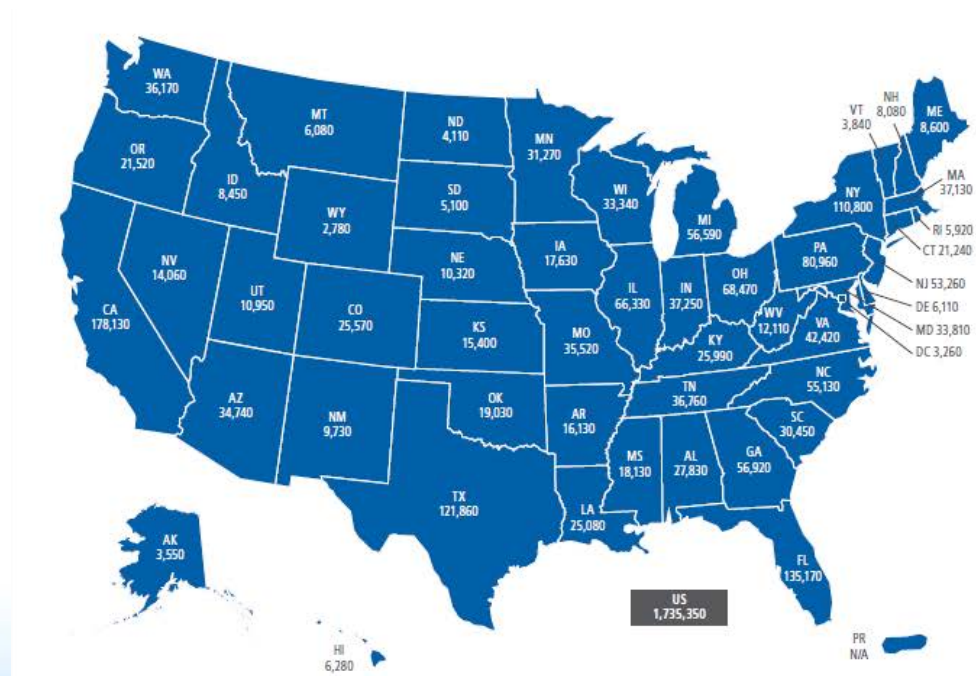 WA
36,170
OR
21,520
CA
178,130
NV
14,060
ID
8,450
MT
6,080
WY
2,780
UT
10,950
AZ
34,740
CO
25,570
NM
9,730
ND
4,110
SD
5,100
NE
10,320
KS
15,400
OK
19,030
TX
121,860
MN
31,270
IA
17,630
MO
35,520
AR
16,130
LA
25,080
WI
33,340
IL
66,330
MI
56,590
IN
37,250
OH
68,470
KY
25,990
TN
36,760
MS
18,130
AL
27,830
GA
56,920
FL
135,170
SC
30,450
NC
55,130
VA
42,420
WV
12,110
PA
80,960
NY
110,800
VT
3,840
NH
8,080
ME
8,600
MA
37,130
RI 5,920
CT 21,240
NJ 53,260
DE 6,110
MD 33,810
DC 3,260
AK
3,550
HI
6,280
US
1,735,350
PR
N/A